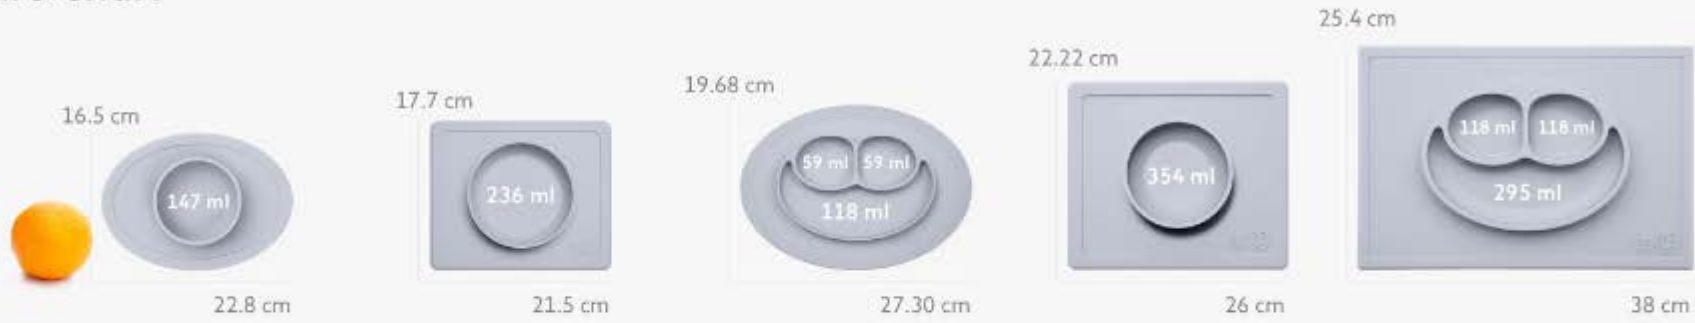 25.4 cm
22.22 cm
19.68 cm
17.7 cm
16.5 cm
147 ml
236 ml
59 ml 59 ml
118 ml
354 ml
118 ml 118 ml
295 ml
22.8 cm
21.5 cm
27.30 cm
26 cm
38 cm